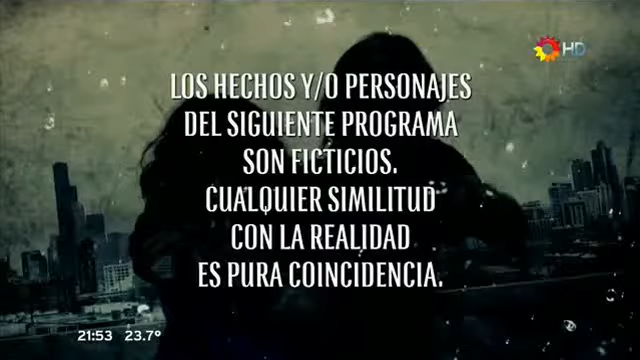 HD
LOS HECHOS Y/O PERSONAJES
DEL SIGUIENTE PROGRAMA
SON FICTICIOS.
CUALQUIER SIMILITUD
CON LA REALIDAD
ES PURA COINCIDENCIA.
21:53 23.7°